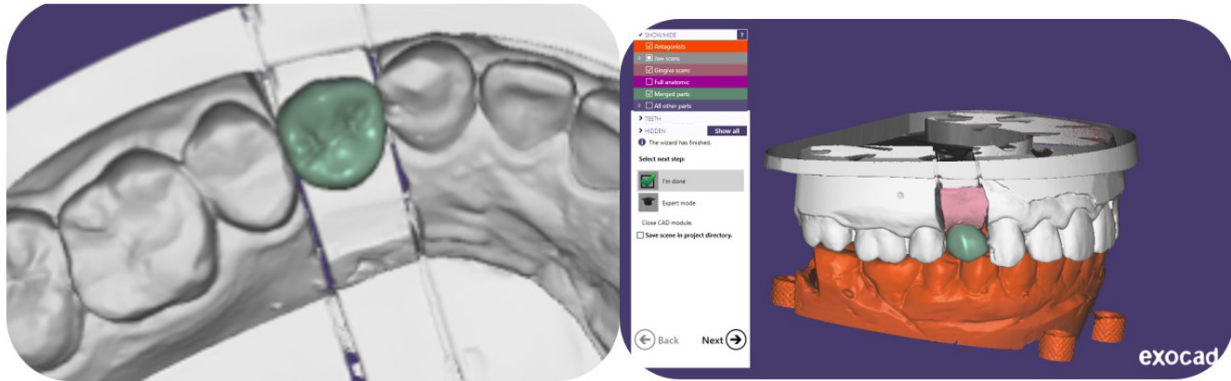 SHOW/HIDE ?
Antagonists
Jaw scans
Gingiva scans
Full anatomic
Merged parts
All other parts
TEETH
HIDDEN Show all
The wizard has finished.
Select next step:
I'm done
Expert mode
Close CAD module.
Save scene in project directory.
Back Next
exocad